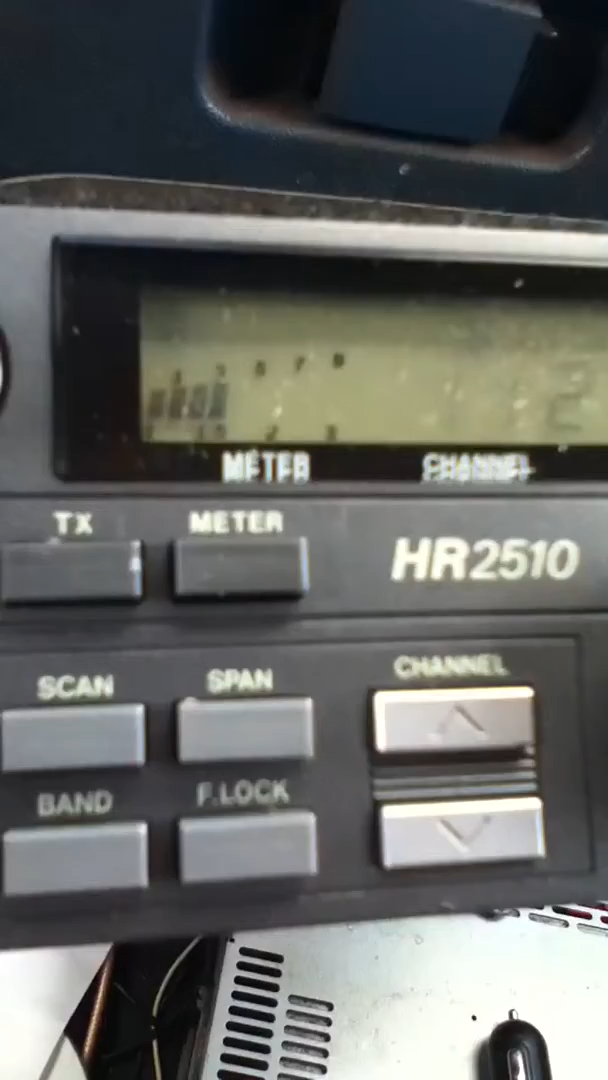 METER CHANNEL
TX METER
HR2510
SCAN SPAN CHANNEL
BAND F.LOCK